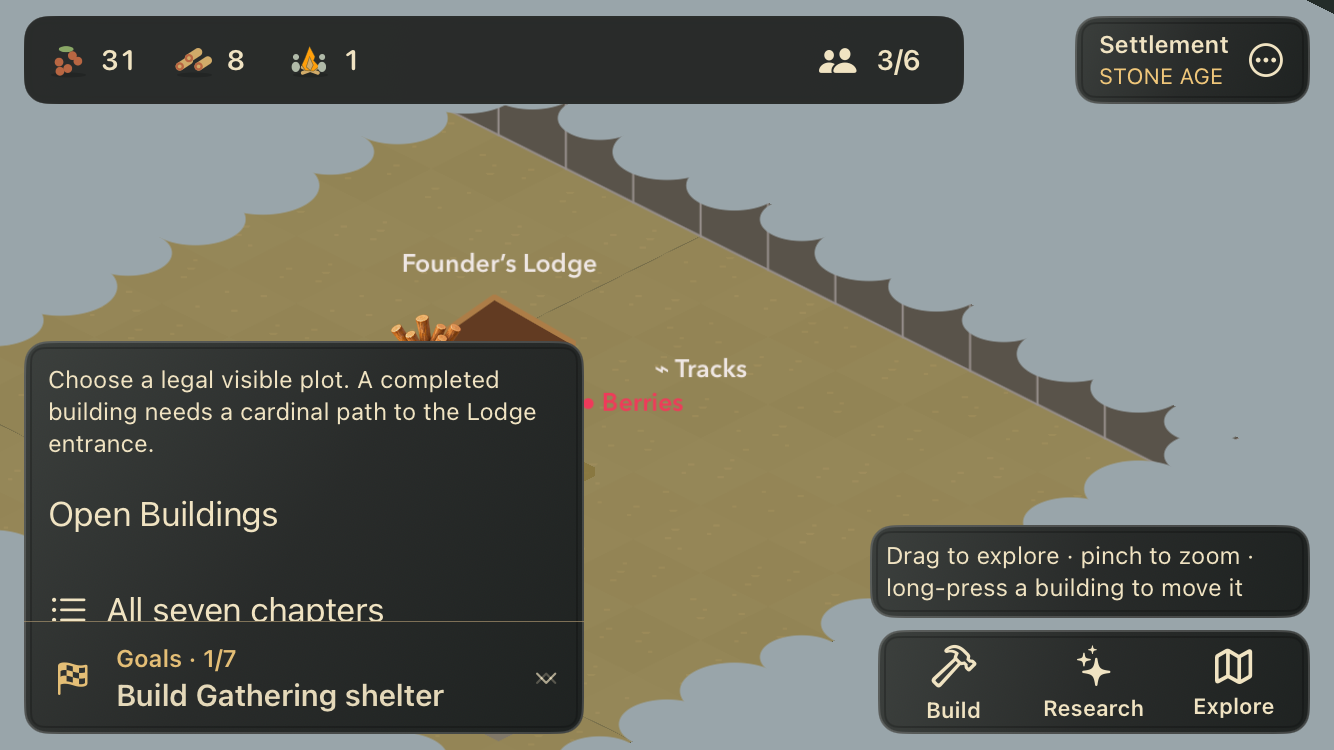 31
8
1
3/6
Settlement
STONE AGE
Founder's Lodge
Tracks
Berries
Choose a legal visible plot. A completed
building needs a cardinal path to the Lodge
entrance.
Open Buildings
All seven chapters
Goals · 1/7
Build Gathering shelter
Drag to explore · pinch to zoom ·
long-press a building to move it
Build
Research
Explore